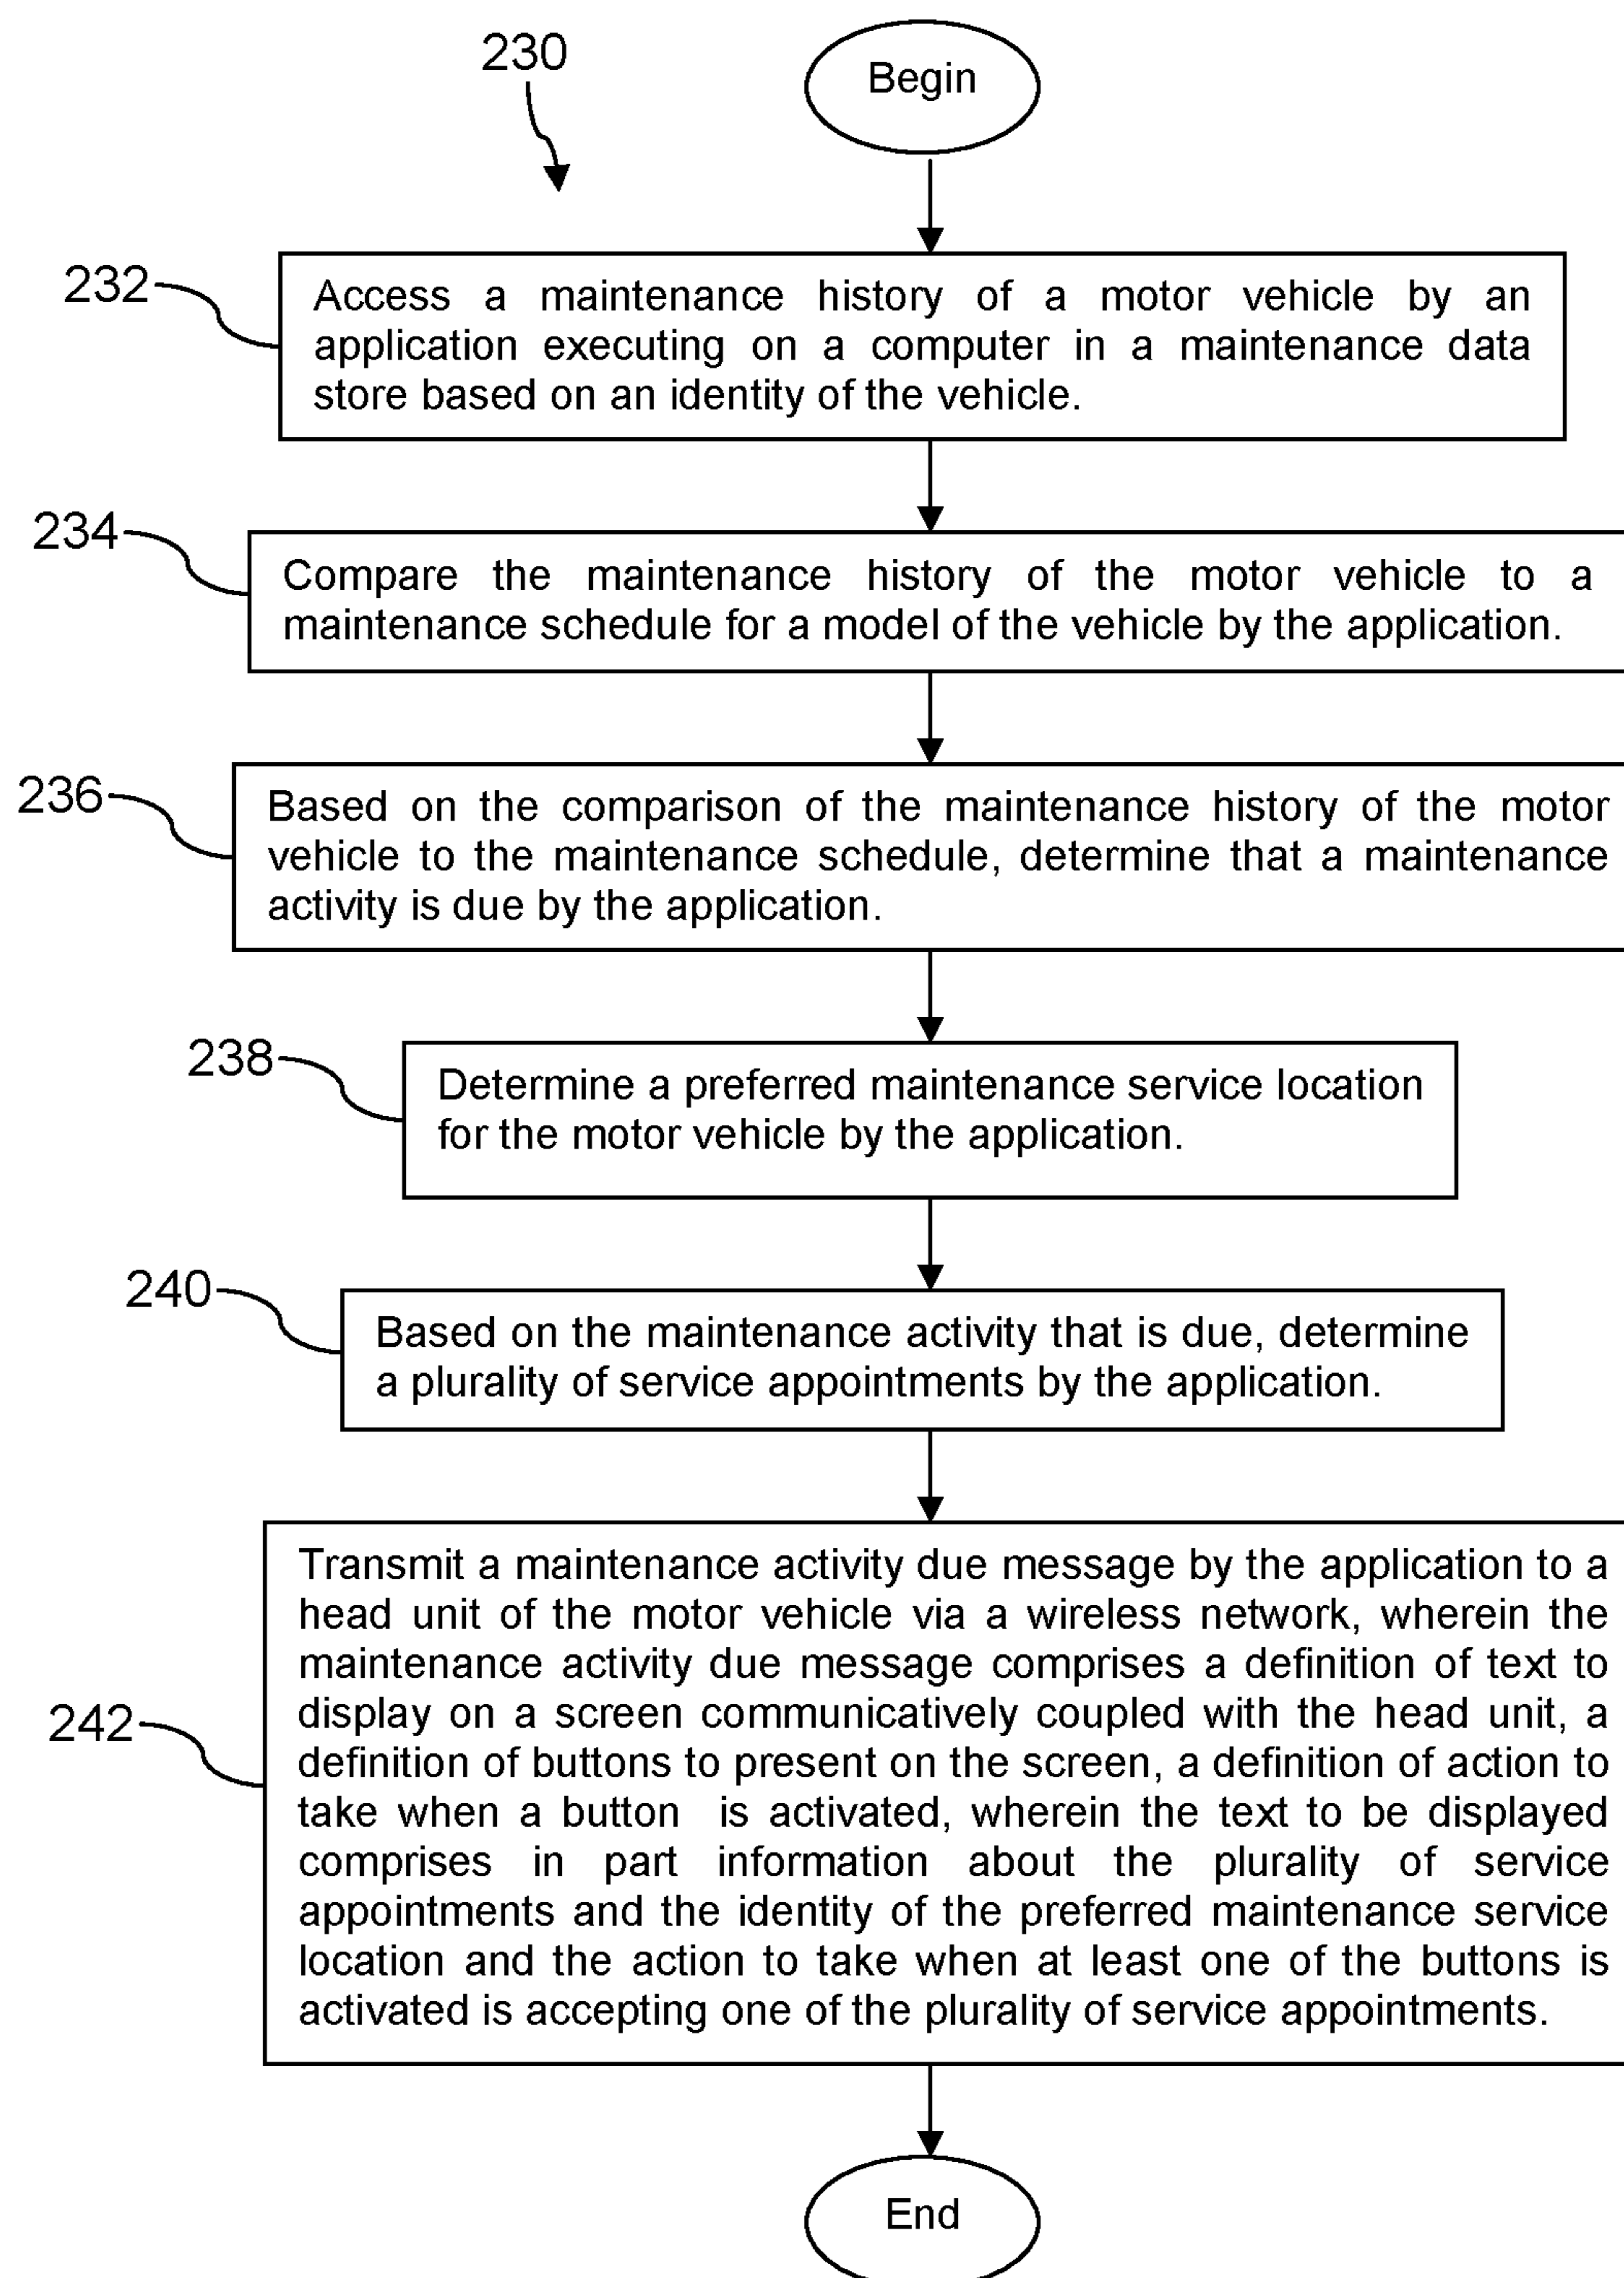 230
Begin
232
Access a maintenance history of a motor vehicle by an
application executing on a computer in a maintenance data
store based on an identity of the vehicle.
234
Compare the maintenance history of the motor vehicle to a
maintenance schedule for a model of the vehicle by the application.
236
Based on the comparison of the maintenance history of the motor
vehicle to the maintenance schedule, determine that a maintenance
activity is due by the application.
238
Determine a preferred maintenance service location
for the motor vehicle by the application.
240
Based on the maintenance activity that is due, determine
a plurality of service appointments by the application.
242
Transmit a maintenance activity due message by the application to a
head unit of the motor vehicle via a wireless network, wherein the
maintenance activity due message comprises a definition of text to
display on a screen communicatively coupled with the head unit, a
definition of buttons to present on the screen, a definition of action to
take when a button is activated, wherein the text to be displayed
comprises in part information about the plurality of service
appointments and the identity of the preferred maintenance service
location and the action to take when at least one of the buttons is
activated is accepting one of the plurality of service appointments.
End